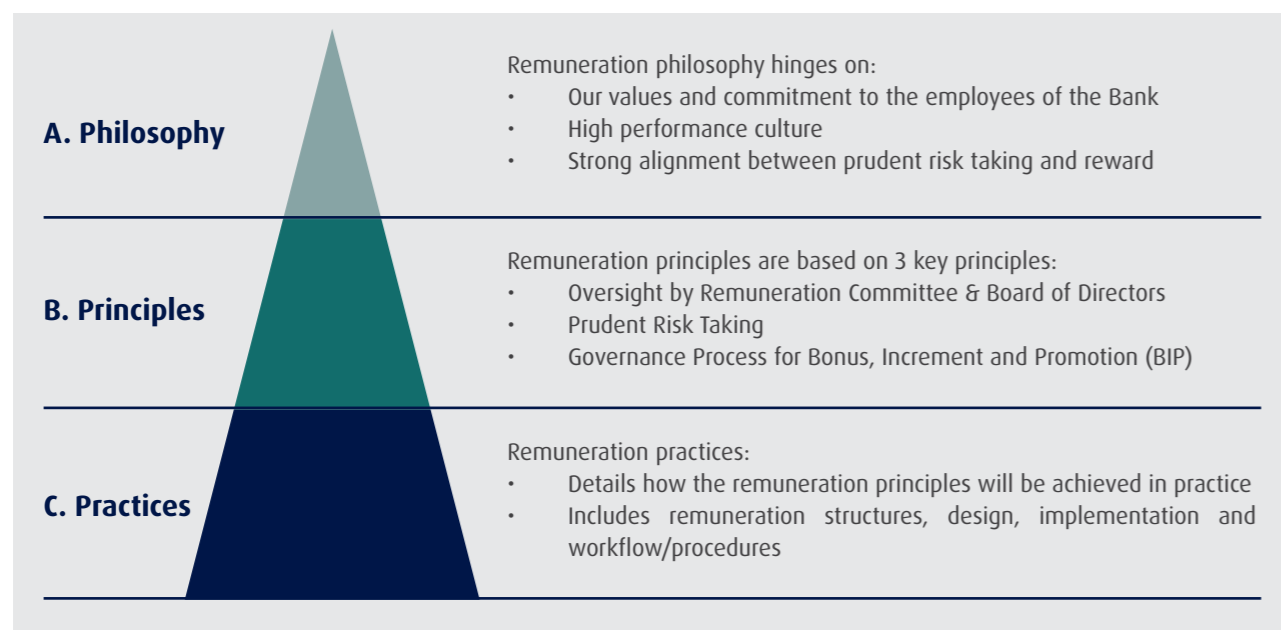 A. Philosophy
Remuneration philosophy hinges on:
• Our values and commitment to the employees of the Bank
• High performance culture
• Strong alignment between prudent risk taking and reward
B. Principles
Remuneration principles are based on 3 key principles:
• Oversight by Remuneration Committee & Board of Directors
• Prudent Risk Taking
• Governance Process for Bonus, Increment and Promotion (BIP)
C. Practices
Remuneration practices:
• Details how the remuneration principles will be achieved in practice
• Includes remuneration structures, design, implementation and
workflow/procedures